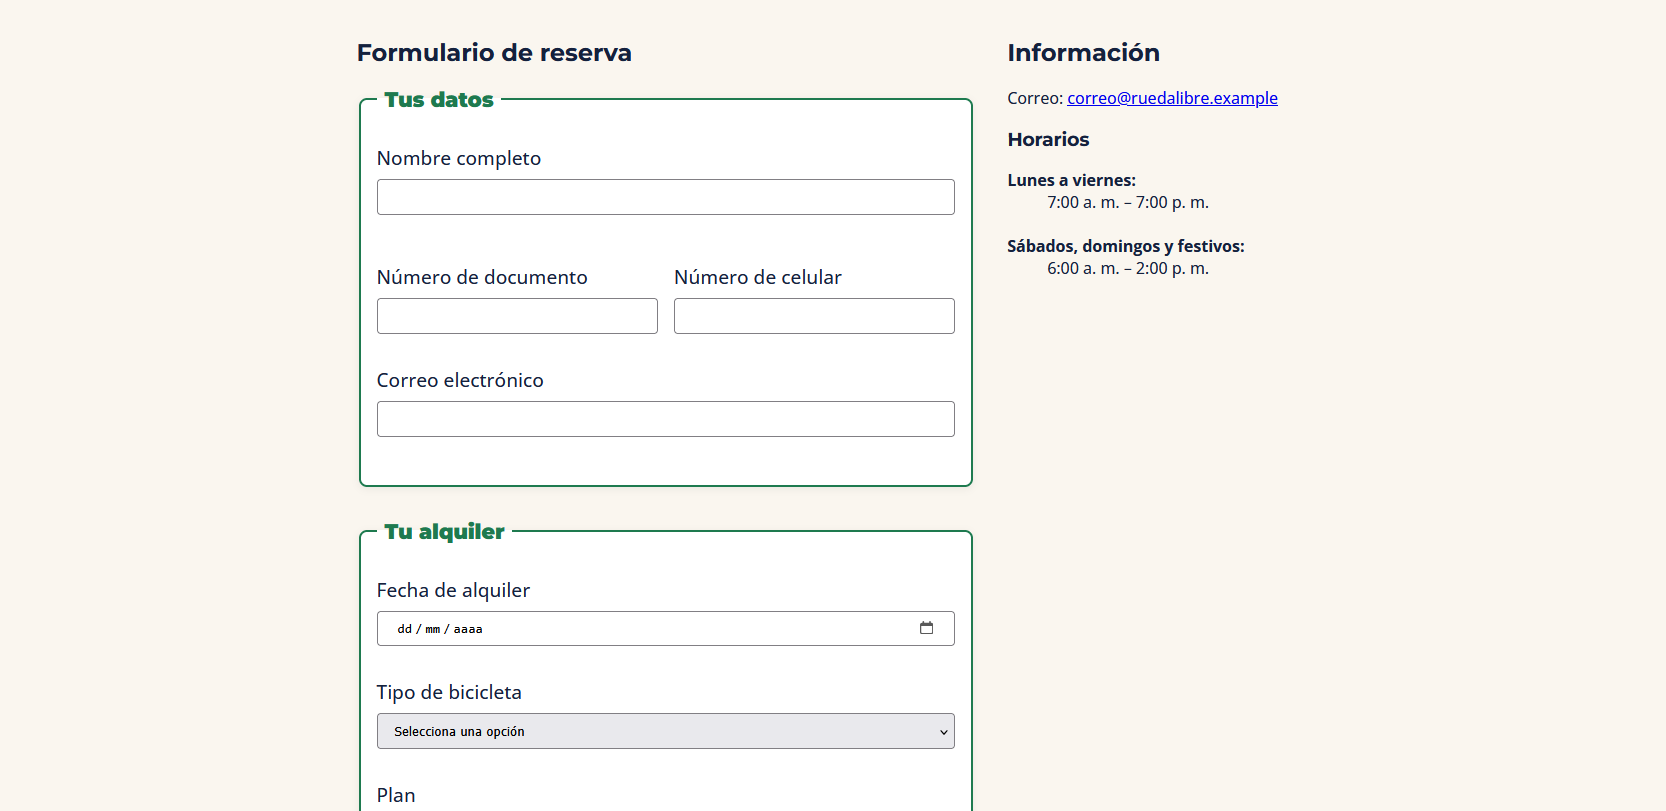 Formulario de reserva
Tus datos
Nombre completo
Número de documento
Número de celular
Correo electrónico
Tu alquiler
Fecha de alquiler
dd / mm / aaaa
Tipo de bicicleta
Selecciona una opción
Plan
Información
Correo: correo@ruedalibre.example
Horarios
Lunes a viernes:
7:00 a. m. – 7:00 p. m.
Sábados, domingos y festivos:
6:00 a. m. – 2:00 p. m.